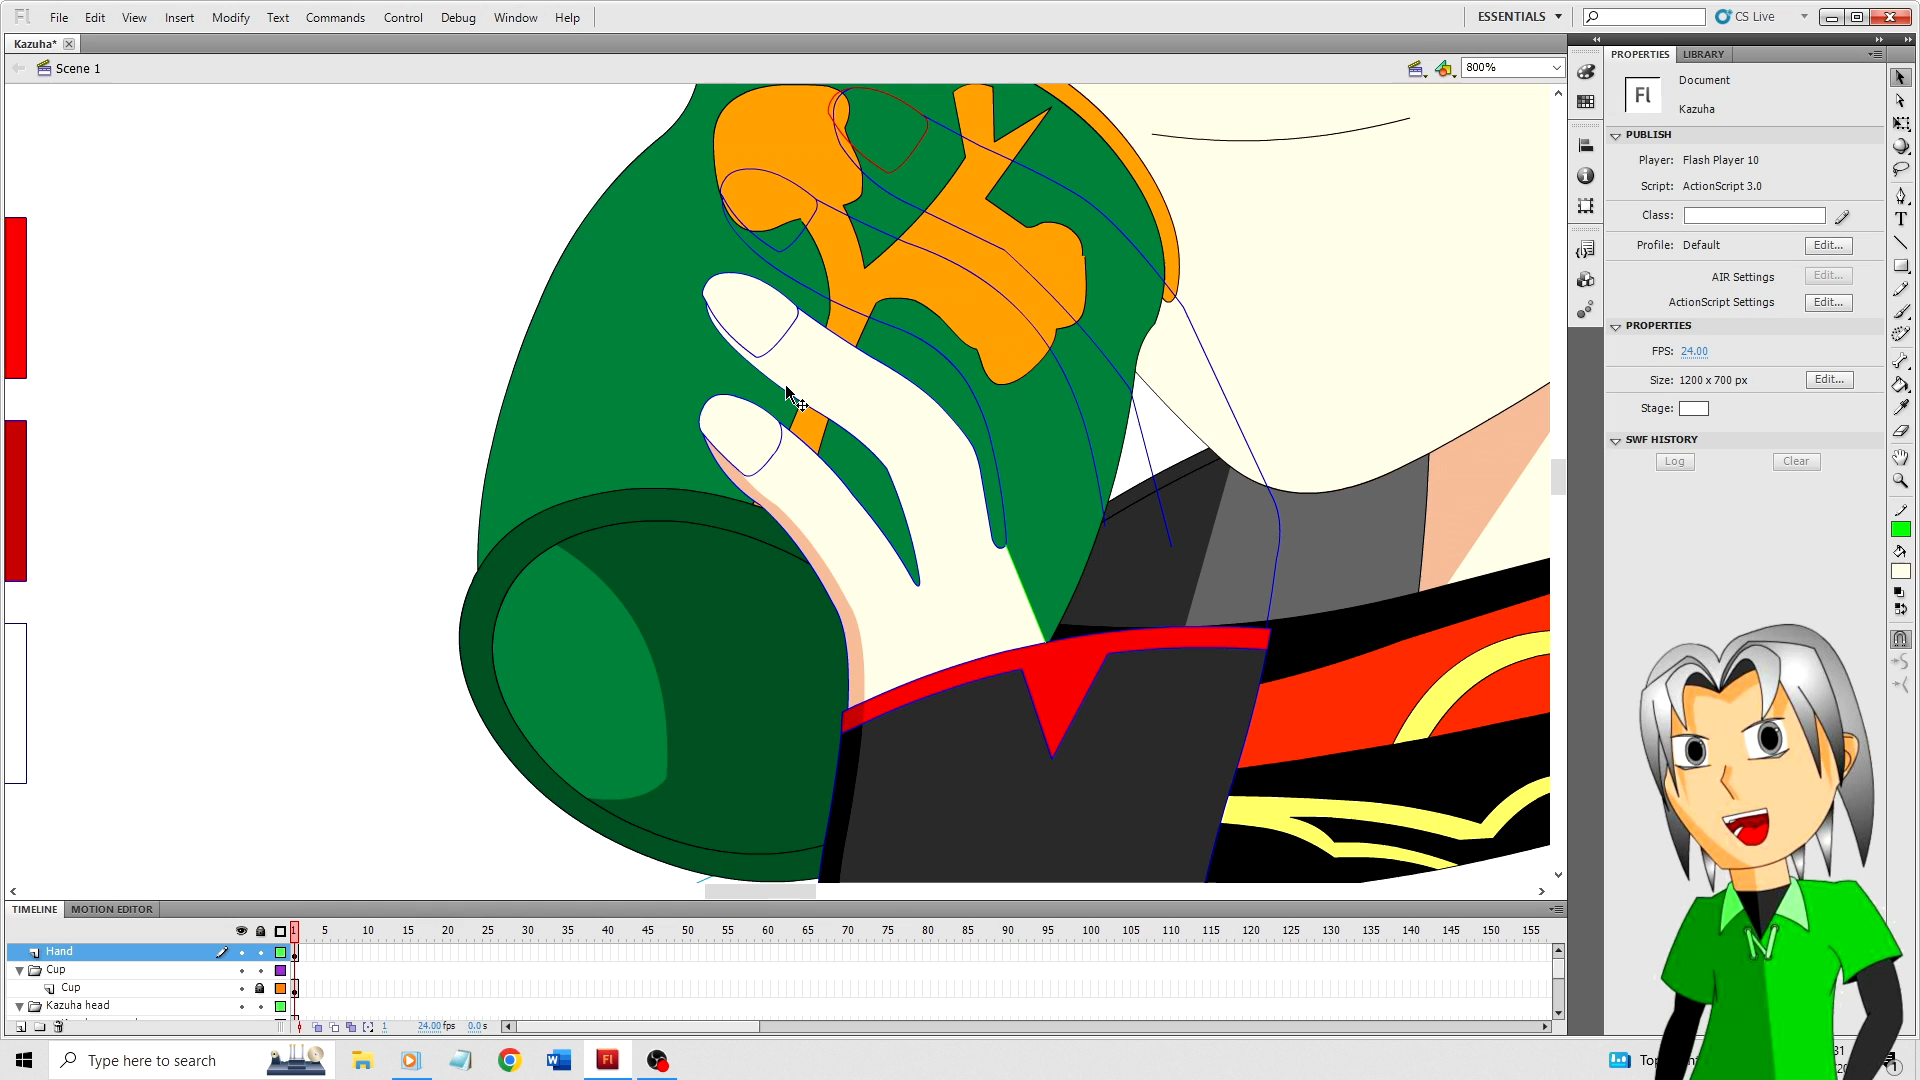 Fl File Edit View Insert Modify Text Commands Control Debug Window Help ESSENTIALS CS Live
Kazuha*
Scene 1 800%
PROPERTIES LIBRARY
Fl Document
Kazuha
PUBLISH
Player: Flash Player 10
Script: ActionScript 3.0
Class:
Profile: Default Edit...
AIR Settings Edit...
ActionScript Settings Edit...
PROPERTIES
FPS: 24.00
Size: 1200 x 700 px Edit...
Stage:
SWF HISTORY
Log Clear
TIMELINE MOTION EDITOR
1 5 10 15 20 25 30 35 40 45 50 55 60 65 70 75 80 85 90 95 100 105 110 115 120 125 130 135 140 145 150 155
Hand
Cup
Cup
Kazuha head
1 24.00 fps 0.0 s
Type here to search